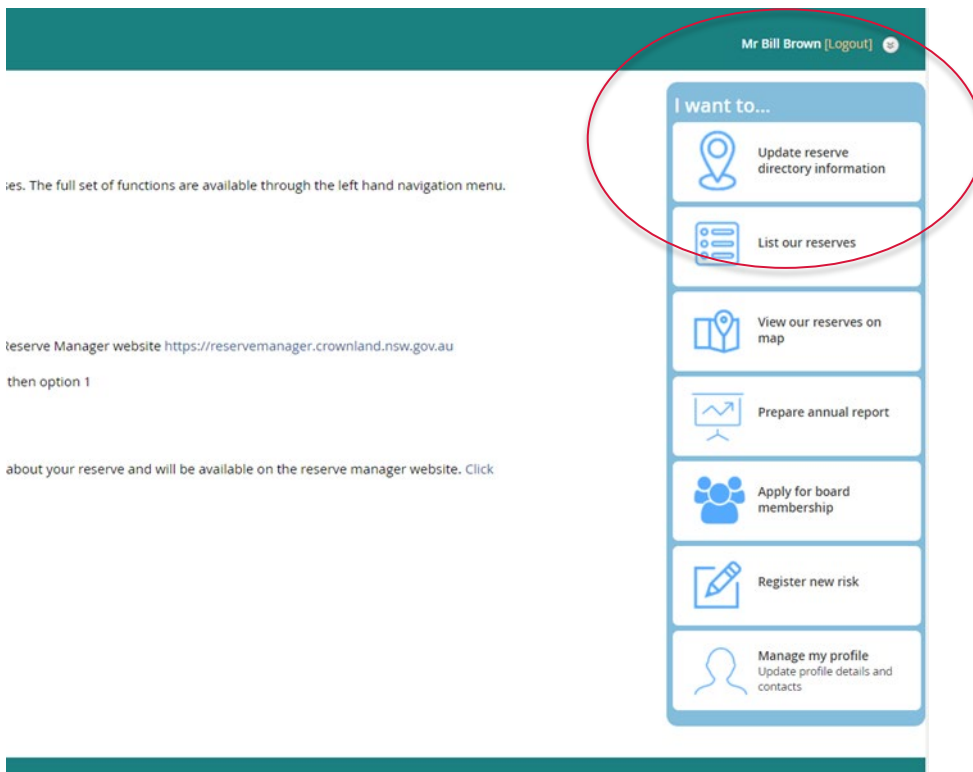 Mr Bill Brown [Logout]
I want to...
Update reserve
directory information
ses. The full set of functions are available through the left hand navigation menu.
List our reserves
View our reserves on
map
Reserve Manager website https://reservemanager.crownland.nsw.gov.au
then option 1
Prepare annual report
about your reserve and will be available on the reserve manager website. Click
Apply for board
membership
Register new risk
Manage my profile
Update profile details and
contacts